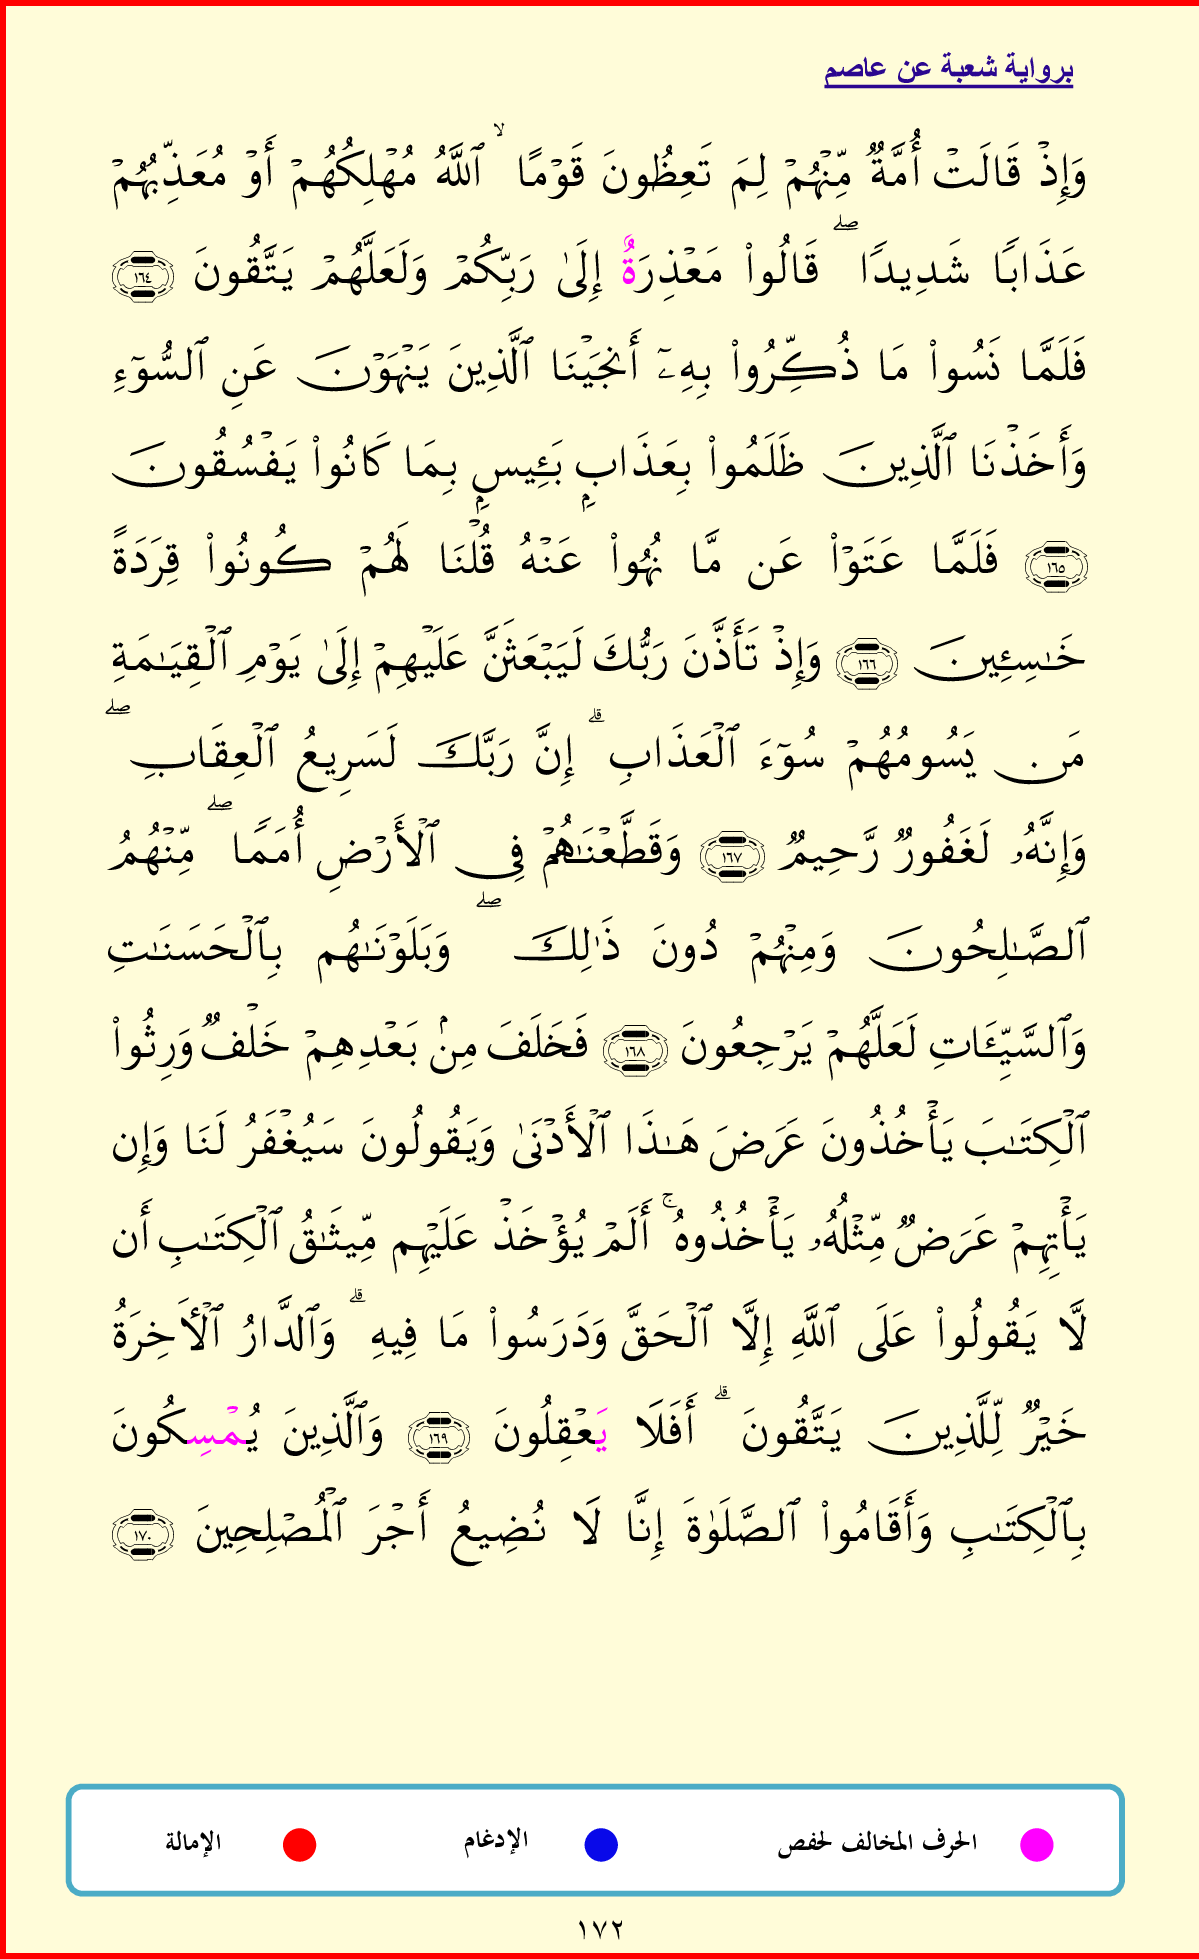 برواية شعبة عن عاصم
وَإِذْ قَالَتْ أُمَّةٌ مِّنْهُمْ لِمَ تَعِظُونَ قَوْمًا ۙ ٱللَّهُ مُهْلِكُهُمْ أَوْ مُعَذِّبُهُمْ
عَذَابًا شَدِيدًا ۖ قَالُوا۟ مَعْذِرَةٌ إِلَىٰ رَبِّكُمْ وَلَعَلَّهُمْ يَتَّقُونَ ١٦٤
فَلَمَّا نَسُوا۟ مَا ذُكِّرُوا۟ بِهِۦٓ أَنجَيْنَا ٱلَّذِينَ يَنْهَوْنَ عَنِ ٱلسُّوٓءِ
وَأَخَذْنَا ٱلَّذِينَ ظَلَمُوا۟ بِعَذَابٍۭ بَـِٔيسٍۭ بِمَا كَانُوا۟ يَفْسُقُونَ
١٦٥ فَلَمَّا عَتَوْا۟ عَن مَّا نُهُوا۟ عَنْهُ قُلْنَا لَهُمْ كُونُوا۟ قِرَدَةً
خَـٰسِـِٔينَ ١٦٦ وَإِذْ تَأَذَّنَ رَبُّكَ لَيَبْعَثَنَّ عَلَيْهِمْ إِلَىٰ يَوْمِ ٱلْقِيَـٰمَةِ
مَن يَسُومُهُمْ سُوٓءَ ٱلْعَذَابِ ۗ إِنَّ رَبَّكَ لَسَرِيعُ ٱلْعِقَابِ ۖ
وَإِنَّهُۥ لَغَفُورٌ رَّحِيمٌ ١٦٧ وَقَطَّعْنَـٰهُمْ فِى ٱلْأَرْضِ أُمَمًا ۖ مِّنْهُمُ
ٱلصَّـٰلِحُونَ وَمِنْهُمْ دُونَ ذَٰلِكَ ۖ وَبَلَوْنَـٰهُم بِٱلْحَسَنَـٰتِ
وَٱلسَّيِّـَٔاتِ لَعَلَّهُمْ يَرْجِعُونَ ١٦٨ فَخَلَفَ مِنۢ بَعْدِهِمْ خَلْفٌ وَرِثُوا۟
ٱلْكِتَـٰبَ يَأْخُذُونَ عَرَضَ هَـٰذَا ٱلْأَدْنَىٰ وَيَقُولُونَ سَيُغْفَرُ لَنَا وَإِن
يَأْتِهِمْ عَرَضٌ مِّثْلُهُۥ يَأْخُذُوهُ ۚ أَلَمْ يُؤْخَذْ عَلَيْهِم مِّيثَـٰقُ ٱلْكِتَـٰبِ أَن
لَّا يَقُولُوا۟ عَلَى ٱللَّهِ إِلَّا ٱلْحَقَّ وَدَرَسُوا۟ مَا فِيهِ ۗ وَٱلدَّارُ ٱلْـَٔاخِرَةُ
خَيْرٌ لِّلَّذِينَ يَتَّقُونَ ۗ أَفَلَا يَعْقِلُونَ ١٦٩ وَٱلَّذِينَ يُمْسِكُونَ
بِٱلْكِتَـٰبِ وَأَقَامُوا۟ ٱلصَّلَوٰةَ إِنَّا لَا نُضِيعُ أَجْرَ ٱلْمُصْلِحِينَ ١٧٠
الحرف المخالف لحفص الإدغام الإمالة
١٧٢